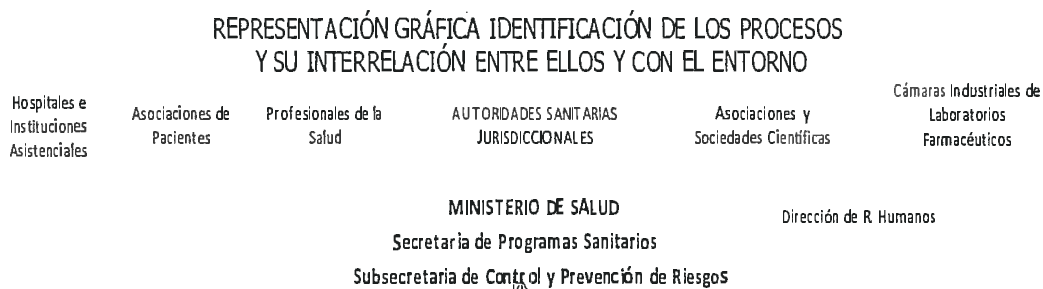 REPRESENTACIÓN GRÁFICA IDENTIFICACIÓN DE LOS PROCESOS
Y SU INTERRELACIÓN ENTRE ELLOS Y CON EL ENTORNO
Hospitales e
Instituciones
Asistenciales
Asociaciones de
Pacientes
Profesionales de la
Salud
AUTORIDADES SANITARIAS
JURISDICCIONALES
Asociaciones y
Sociedades Científicas
Cámaras Industriales de
Laboratorios
Farmacéuticos
MINISTERIO DE SALUD
Dirección de R. Humanos
Secretaria de Programas Sanitarios
Subsecretaria de Control y Prevención de Riesgos